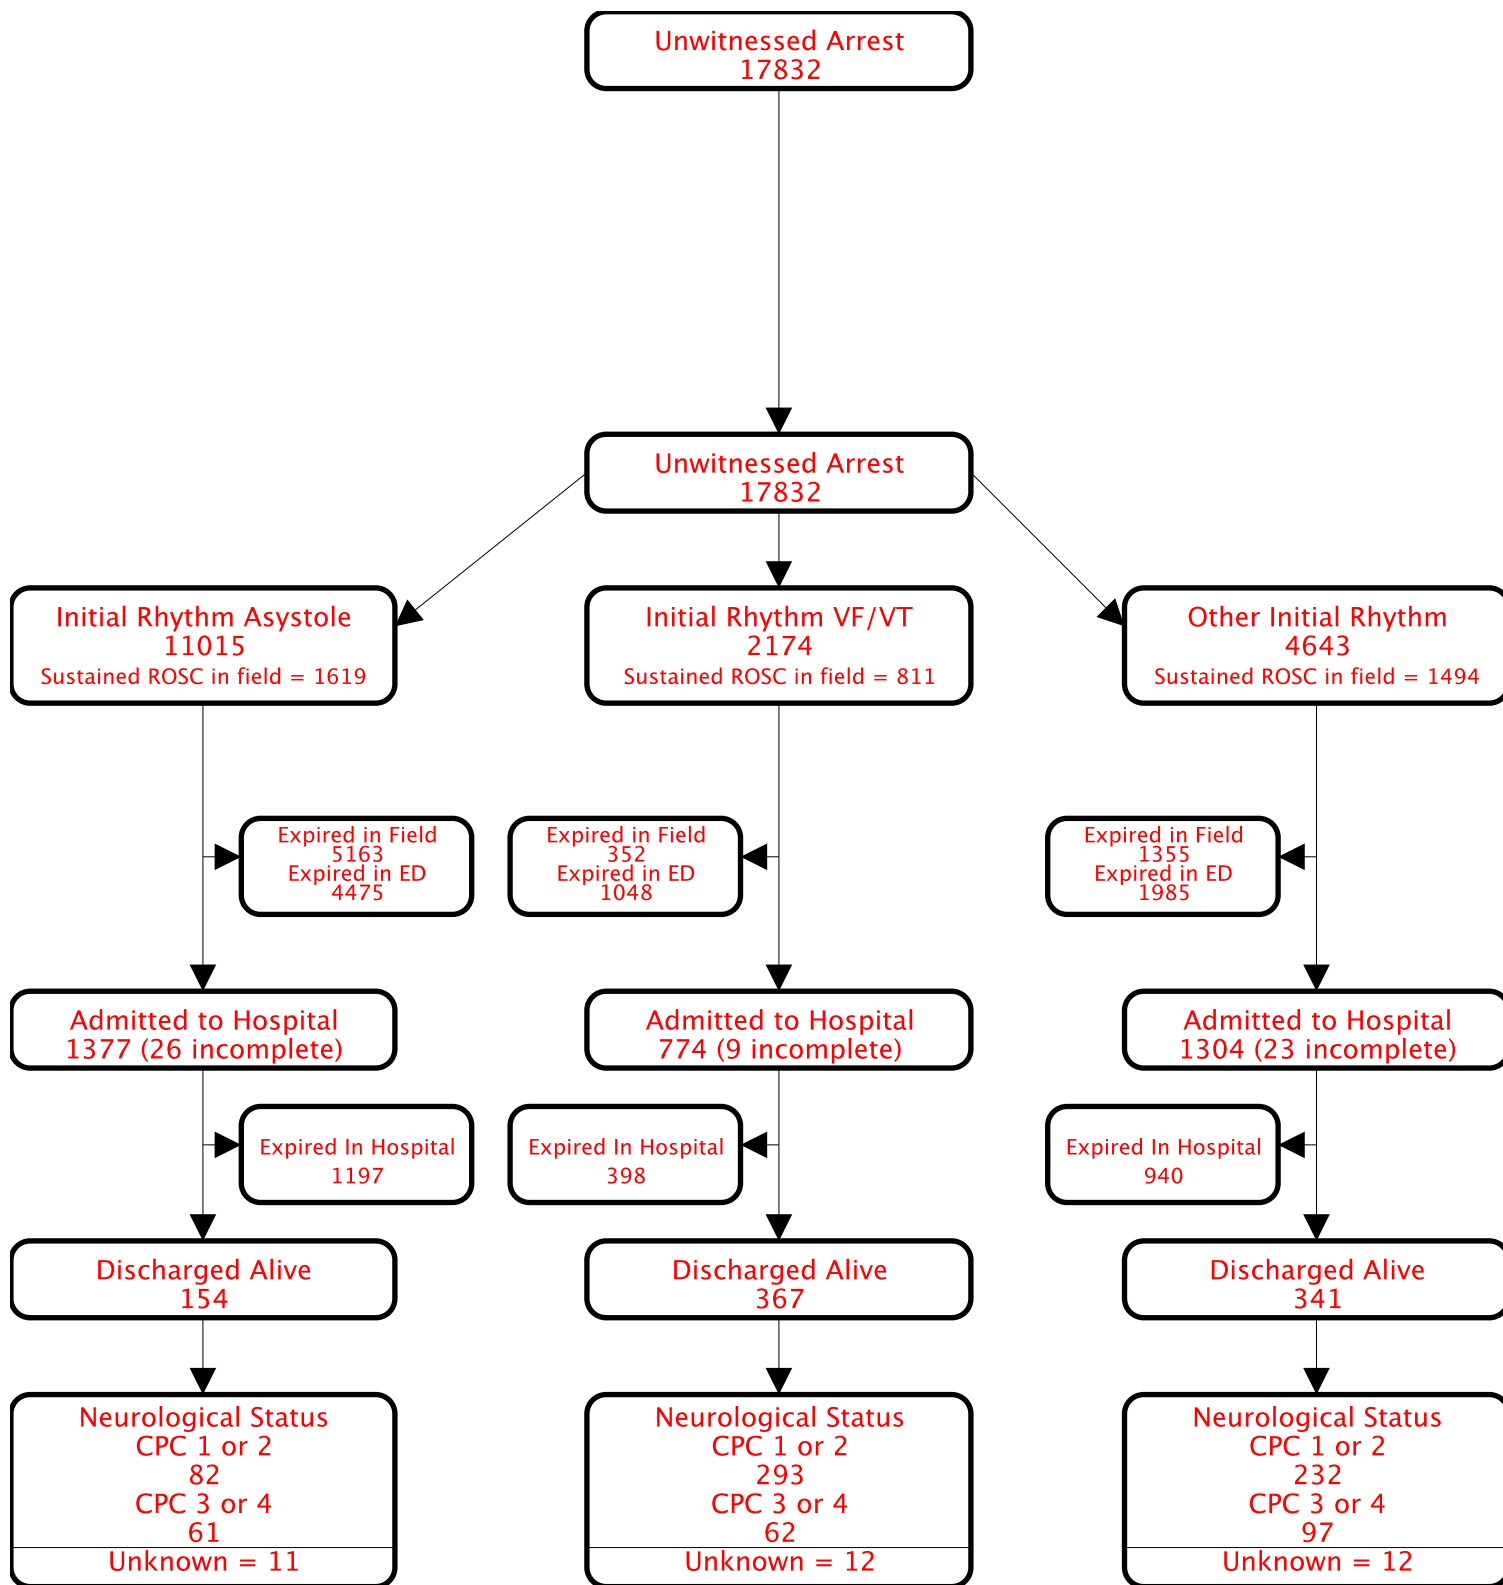 Unwitnessed Arrest
17832
Unwitnessed Arrest
17832
Initial Rhythm Asystole
11015
Sustained ROSC in field = 1619
Initial Rhythm VF/VT
2174
Sustained ROSC in field = 811
Other Initial Rhythm
4643
Sustained ROSC in field = 1494
Expired in Field
5163
Expired in ED
4475
Expired in Field
352
Expired in ED
1048
Expired in Field
1355
Expired in ED
1985
Admitted to Hospital
1377 (26 incomplete)
Admitted to Hospital
774 (9 incomplete)
Admitted to Hospital
1304 (23 incomplete)
Expired In Hospital
1197
Expired In Hospital
398
Expired In Hospital
940
Discharged Alive
154
Discharged Alive
367
Discharged Alive
341
Neurological Status
CPC 1 or 2
82
CPC 3 or 4
61
Unknown = 11
Neurological Status
CPC 1 or 2
293
CPC 3 or 4
62
Unknown = 12
Neurological Status
CPC 1 or 2
232
CPC 3 or 4
97
Unknown = 12